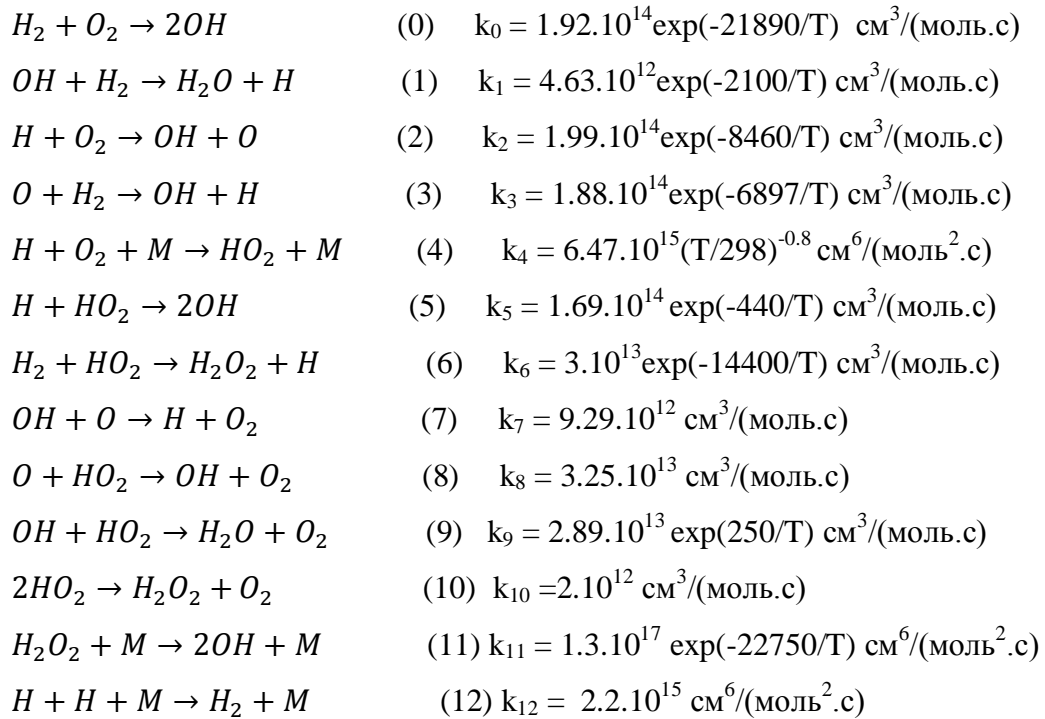 H₂ + O₂ → 2OH (0) k₀ = 1.92.10¹⁴exp(-21890/T) см³/(моль.с)
OH + H₂ → H₂O + H (1) k₁ = 4.63.10¹²exp(-2100/T) см³/(моль.с)
H + O₂ → OH + O (2) k₂ = 1.99.10¹⁴exp(-8460/T) см³/(моль.с)
O + H₂ → OH + H (3) k₃ = 1.88.10¹⁴exp(-6897/T) см³/(моль.с)
H + O₂ + M → HO₂ + M (4) k₄ = 6.47.10¹⁵(T/298)⁻⁰·⁸ см⁶/(моль².с)
H + HO₂ → 2OH (5) k₅ = 1.69.10¹⁴ exp(-440/T) см³/(моль.с)
H₂ + HO₂ → H₂O₂ + H (6) k₆ = 3.10¹³exp(-14400/T) см³/(моль.с)
OH + O → H + O₂ (7) k₇ = 9.29.10¹² см³/(моль.с)
O + HO₂ → OH + O₂ (8) k₈ = 3.25.10¹³ см³/(моль.с)
OH + HO₂ → H₂O + O₂ (9) k₉ = 2.89.10¹³ exp(250/T) см³/(моль.с)
2HO₂ → H₂O₂ + O₂ (10) k₁₀ =2.10¹² см³/(моль.с)
H₂O₂ + M → 2OH + M (11) k₁₁ = 1.3.10¹⁷ exp(-22750/T) см⁶/(моль².с)
H + H + M → H₂ + M (12) k₁₂ = 2.2.10¹⁵ см⁶/(моль².с)